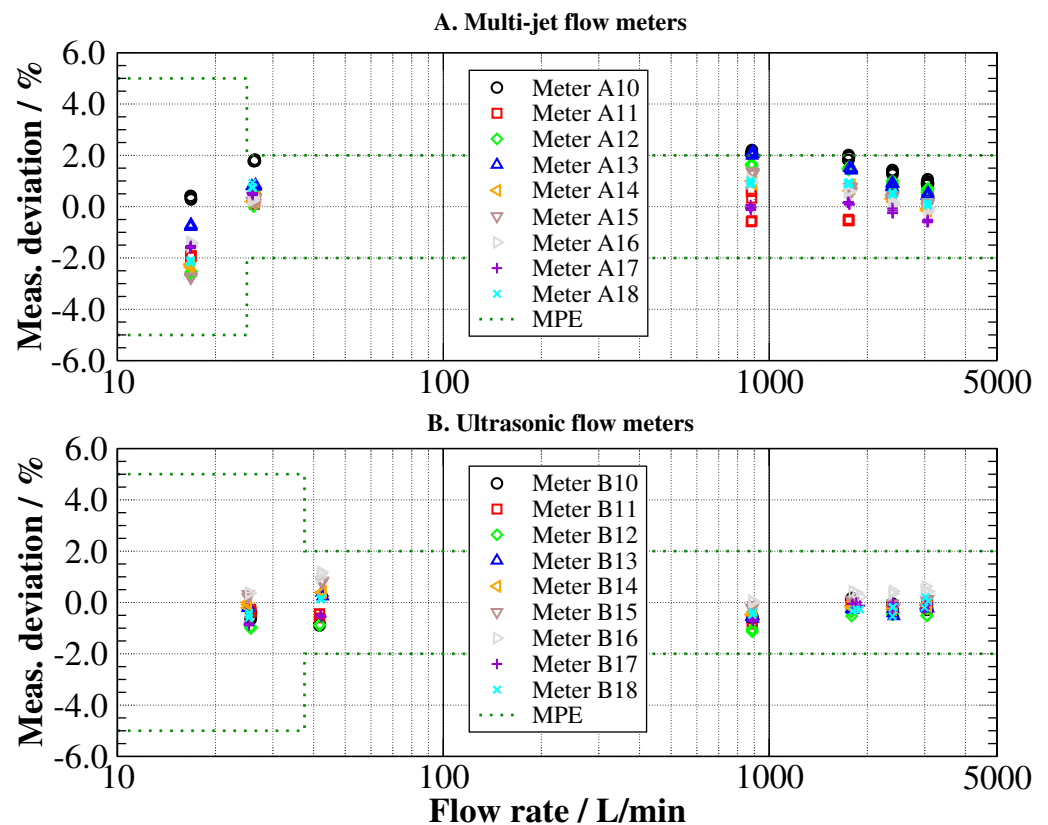 A. Multi-jet flow meters
Meas. deviation / %
6.0
4.0
2.0
0.0
-2.0
-4.0
-6.0
Meter A10
Meter A11
Meter A12
Meter A13
Meter A14
Meter A15
Meter A16
Meter A17
Meter A18
MPE
10
100
1000
5000
B. Ultrasonic flow meters
Meas. deviation / %
6.0
4.0
2.0
0.0
-2.0
-4.0
-6.0
Meter B10
Meter B11
Meter B12
Meter B13
Meter B14
Meter B15
Meter B16
Meter B17
Meter B18
MPE
10
100
1000
5000
Flow rate / L/min